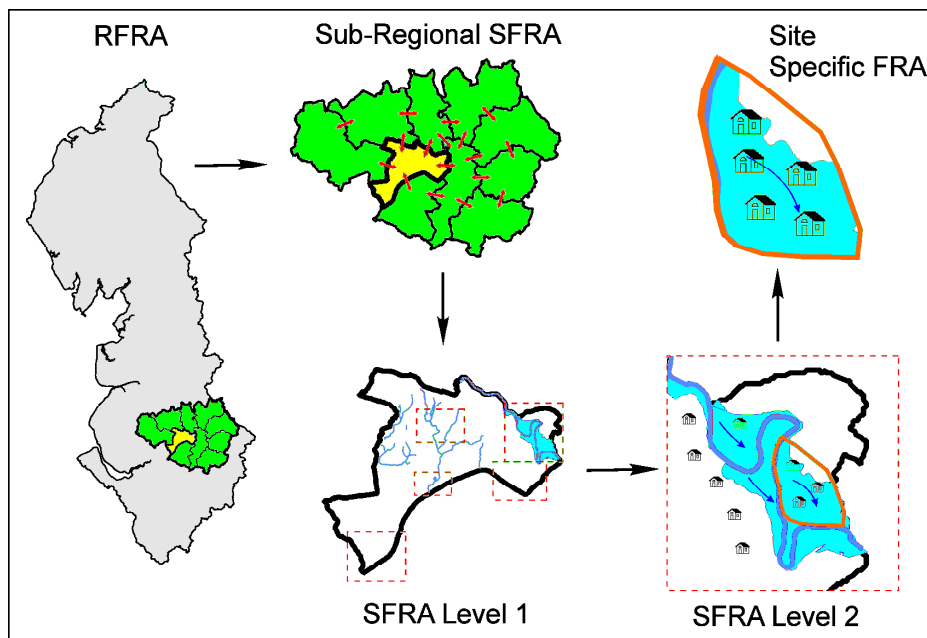 RFRA
Sub-Regional SFRA
Site
Specific FRA
SFRA Level 1
SFRA Level 2